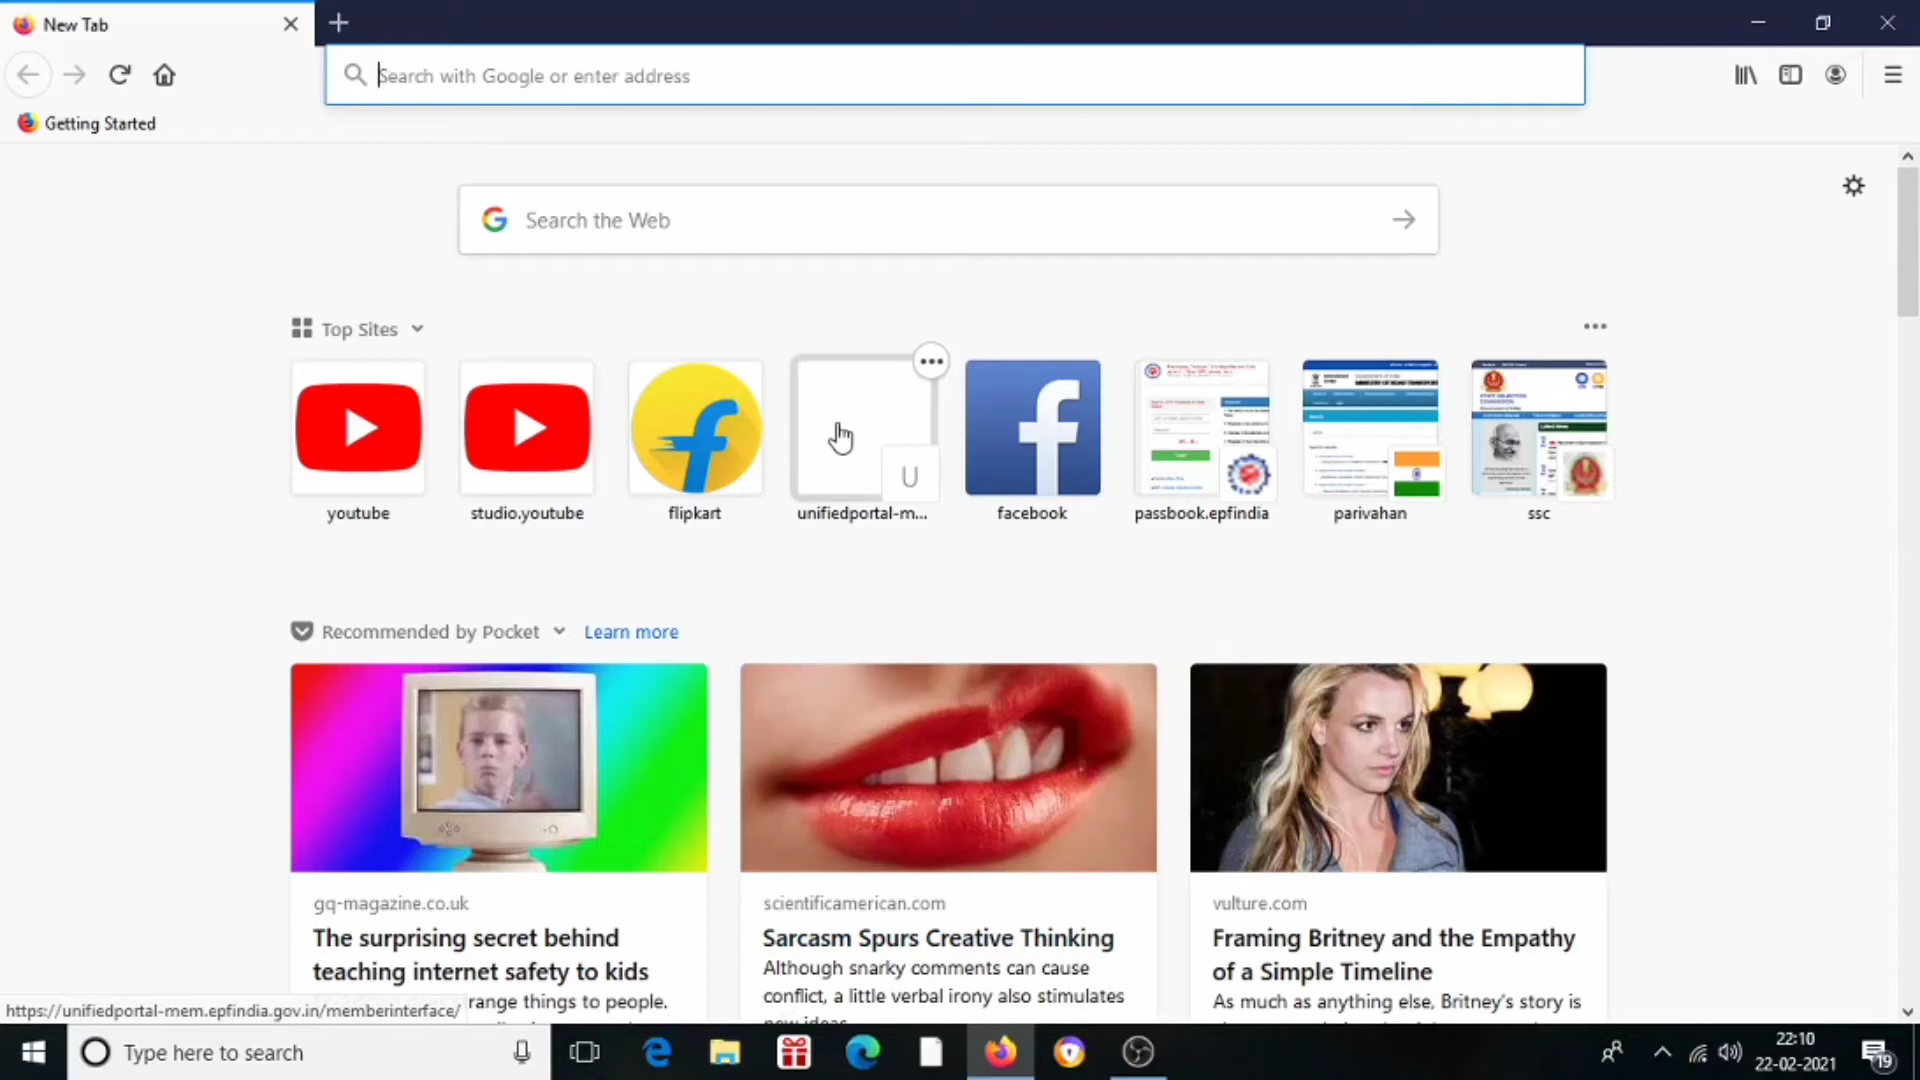 New Tab
Search with Google or enter address
Getting Started
Search the Web
Top Sites
U
youtube
studio.youtube
flipkart
unifiedportal-m...
facebook
passbook.epfindia
parivahan
ssc
Recommended by Pocket
Learn more
gq-magazine.co.uk
The surprising secret behind
teaching internet safety to kids
range things to people.
scientificamerican.com
Sarcasm Spurs Creative Thinking
Although snarky comments can cause
conflict, a little verbal irony also stimulates
new ideas.
vulture.com
Framing Britney and the Empathy
of a Simple Timeline
As much as anything else, Britney's story is
https://unifiedportal-mem.epfindia.gov.in/memberinterface/
Type here to search
22:10
22-02-2021
19